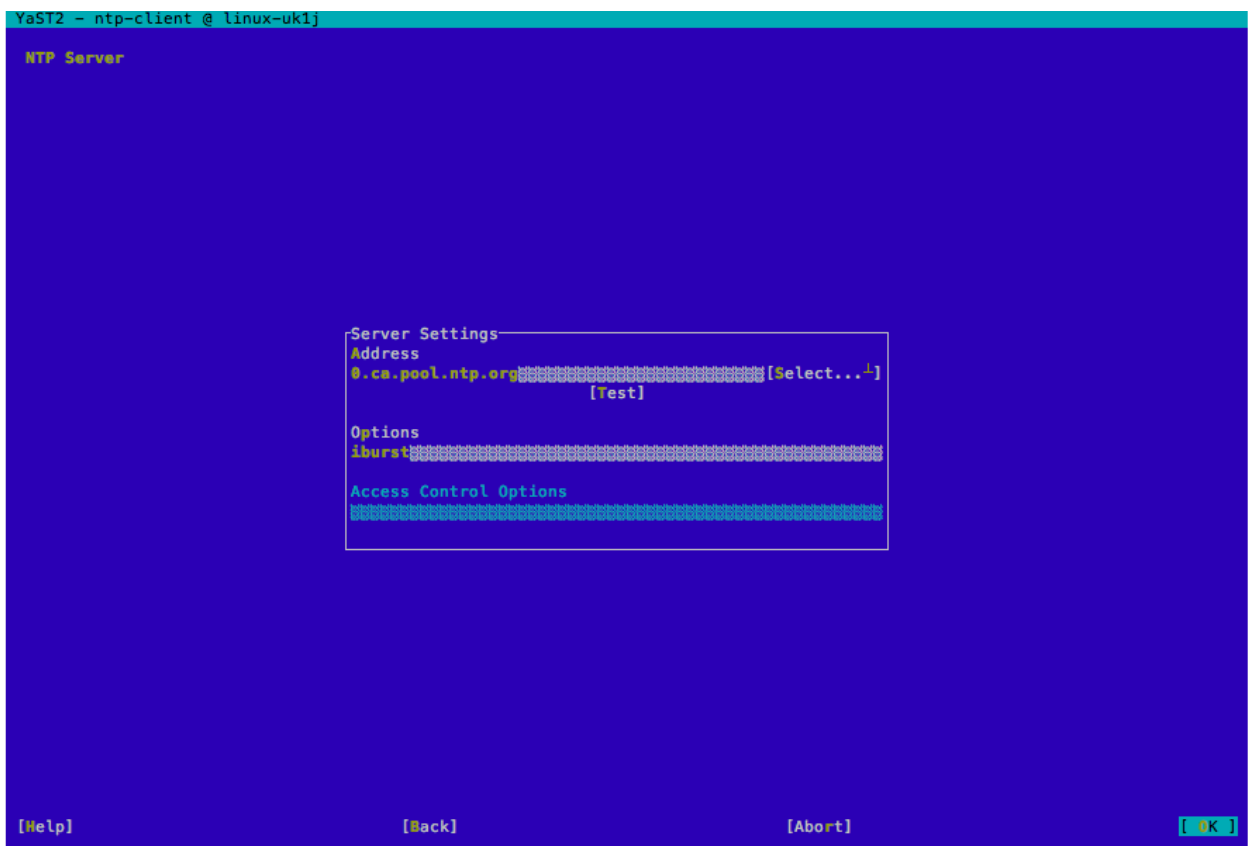 YaST2 - ntp-client @ linux-uk1j
NTP Server
Server Settings
Address
0.ca.pool.ntp.org [Select...┴]
[Test]
Options
iburst
Access Control Options
[Help] [Back] [Abort] [ OK ]